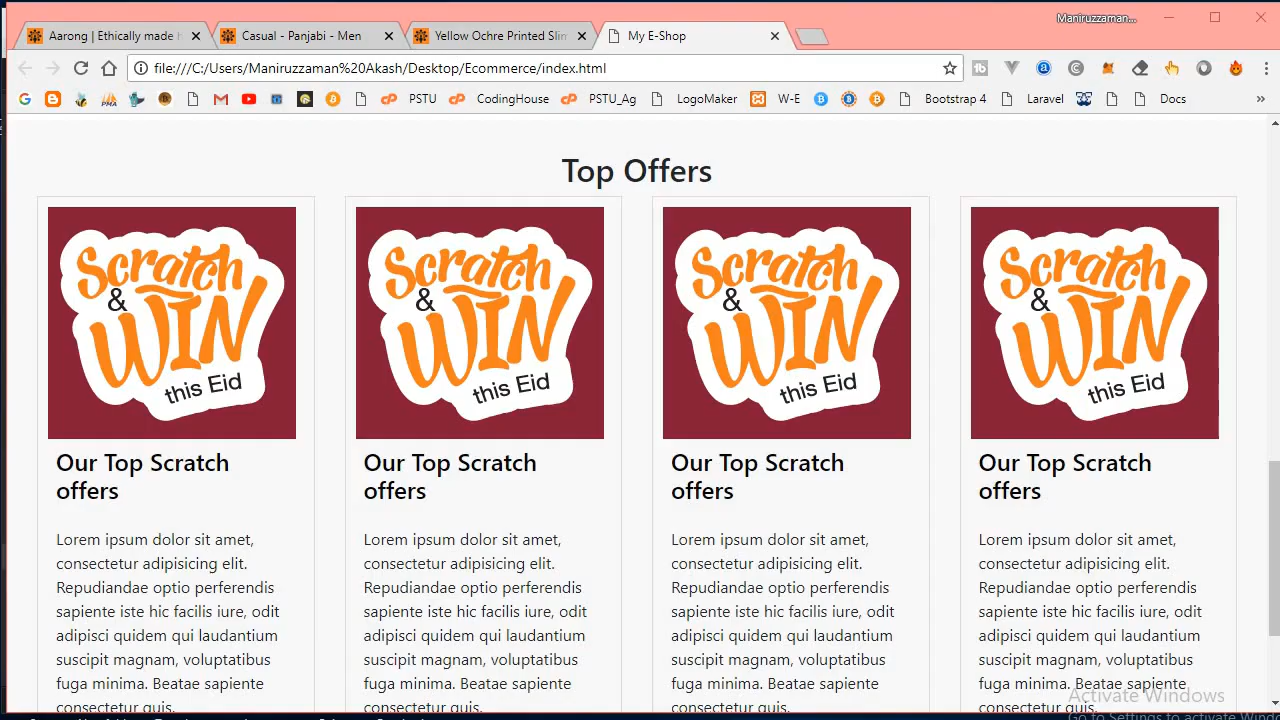 Maniruzzaman...
Aarong | Ethically made h
Casual - Panjabi - Men
Yellow Ochre Printed Slim
My E-Shop
file:///C:/Users/Maniruzzaman%20Akash/Desktop/Ecommerce/index.html
PSTU
CodingHouse
PSTU_Ag
LogoMaker
W-E
Bootstrap 4
Laravel
Docs
»
Top Offers
Scratch
&
WIN
this Eid
Scratch
&
WIN
this Eid
Scratch
&
WIN
this Eid
Scratch
&
WIN
this Eid
Our Top Scratch
offers
Lorem ipsum dolor sit amet,
consectetur adipisicing elit.
Repudiandae optio perferendis
sapiente iste hic facilis iure, odit
adipisci quidem qui laudantium
suscipit magnam, voluptatibus
fuga minima. Beatae sapiente
consectetur quis.
Our Top Scratch
offers
Lorem ipsum dolor sit amet,
consectetur adipisicing elit.
Repudiandae optio perferendis
sapiente iste hic facilis iure, odit
adipisci quidem qui laudantium
suscipit magnam, voluptatibus
fuga minima. Beatae sapiente
consectetur quis.
Our Top Scratch
offers
Lorem ipsum dolor sit amet,
consectetur adipisicing elit.
Repudiandae optio perferendis
sapiente iste hic facilis iure, odit
adipisci quidem qui laudantium
suscipit magnam, voluptatibus
fuga minima. Beatae sapiente
consectetur quis.
Our Top Scratch
offers
Lorem ipsum dolor sit amet,
consectetur adipisicing elit.
Repudiandae optio perferendis
sapiente iste hic facilis iure, odit
adipisci quidem qui laudantium
suscipit magnam, voluptatibus
fuga minima. Beatae sapiente
consectetur quis.
Activate Windows
Go to Settings to activate Wind